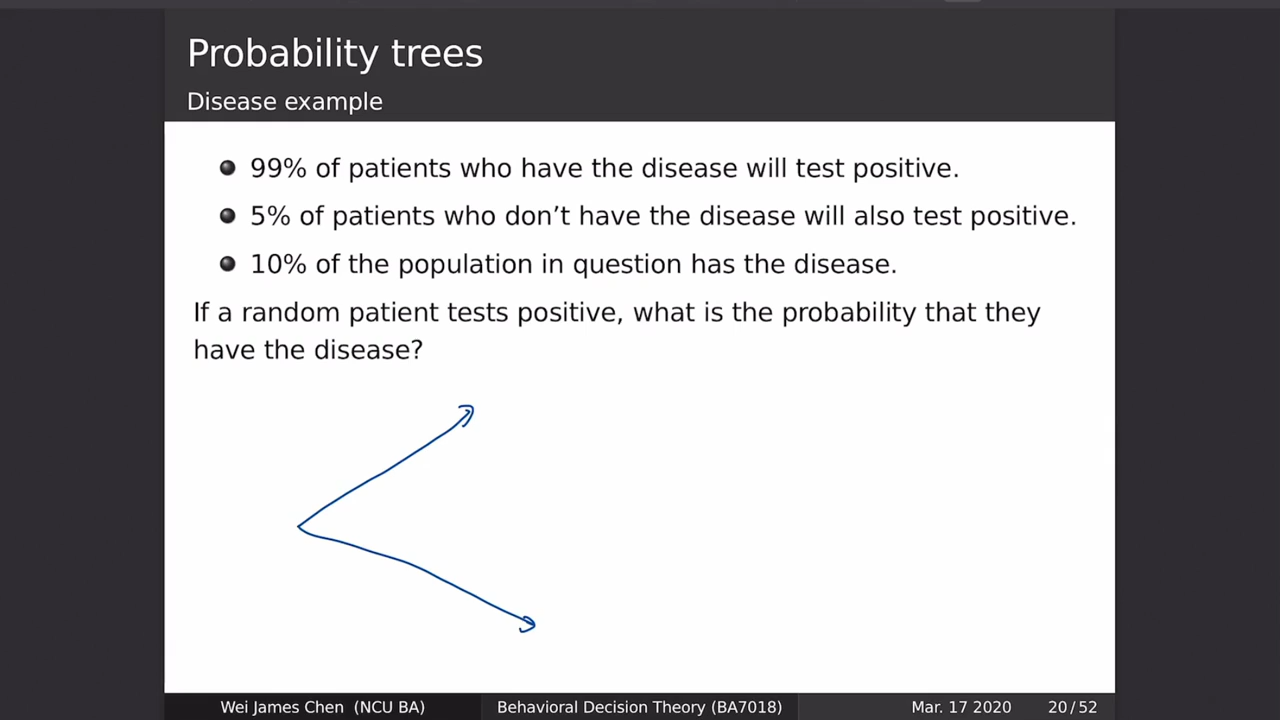 Probability trees
Disease example
99% of patients who have the disease will test positive.
5% of patients who don’t have the disease will also test positive.
10% of the population in question has the disease.
If a random patient tests positive, what is the probability that they
have the disease?
Wei James Chen (NCU BA) Behavioral Decision Theory (BA7018) Mar. 17 2020 20 / 52